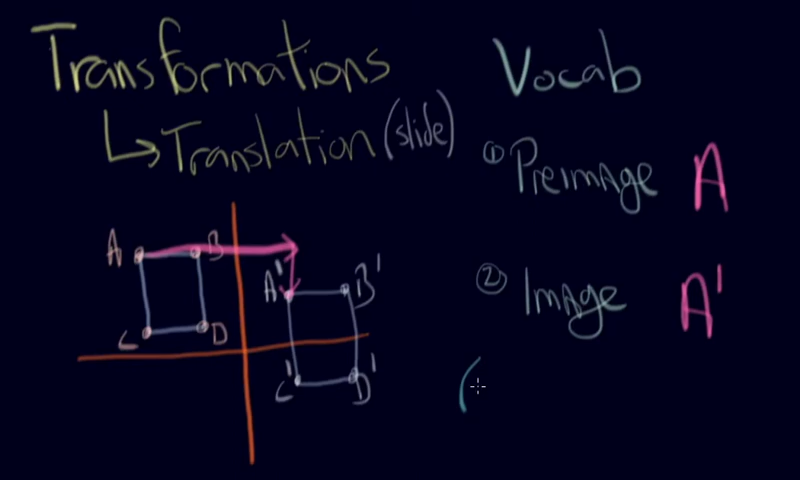 Transformations
Translation (slide)
Vocab
① Preimage A
② Image A'
(
A B
C D
A' B'
C' D'